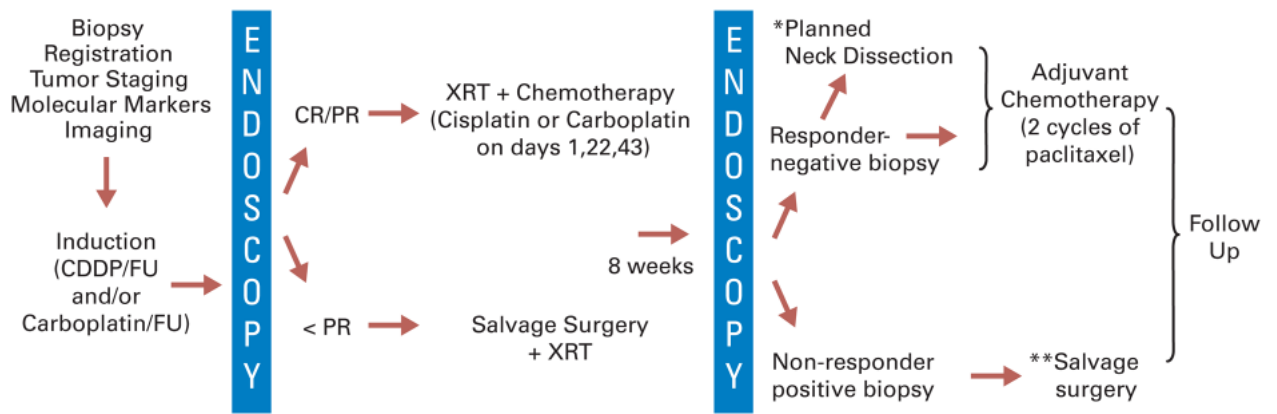 Biopsy
Registration
Tumor Staging
Molecular Markers
Imaging
Induction
(CDDP/FU
and/or
Carboplatin/FU)
ENDOSCOPY
CR/PR
XRT + Chemotherapy
(Cisplatin or Carboplatin
on days 1,22,43)
< PR
Salvage Surgery
+ XRT
8 weeks
ENDOSCOPY
*Planned
Neck Dissection
Responder-
negative biopsy
Adjuvant
Chemotherapy
(2 cycles of
paclitaxel)
Non-responder
positive biopsy
**Salvage
surgery
Follow
Up